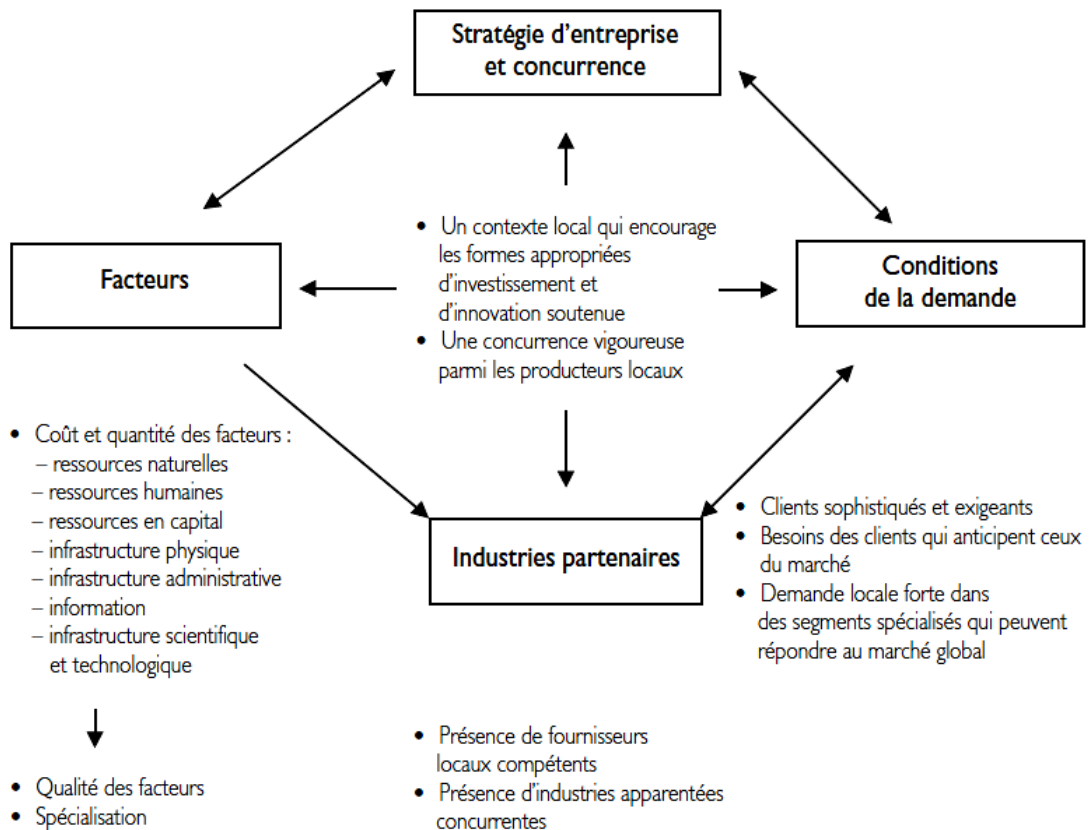 Stratégie d'entreprise
et concurrence
• Un contexte local qui encourage
les formes appropriées
d'investissement et
d'innovation soutenue
• Une concurrence vigoureuse
parmi les producteurs locaux
Facteurs
Conditions
de la demande
• Coût et quantité des facteurs :
– ressources naturelles
– ressources humaines
– ressources en capital
– infrastructure physique
– infrastructure administrative
– information
– infrastructure scientifique
et technologique
• Qualité des facteurs
• Spécialisation
Industries partenaires
• Clients sophistiqués et exigeants
• Besoins des clients qui anticipent ceux
du marché
• Demande locale forte dans
des segments spécialisés qui peuvent
répondre au marché global
• Présence de fournisseurs
locaux compétents
• Présence d'industries apparentées
concurrentes